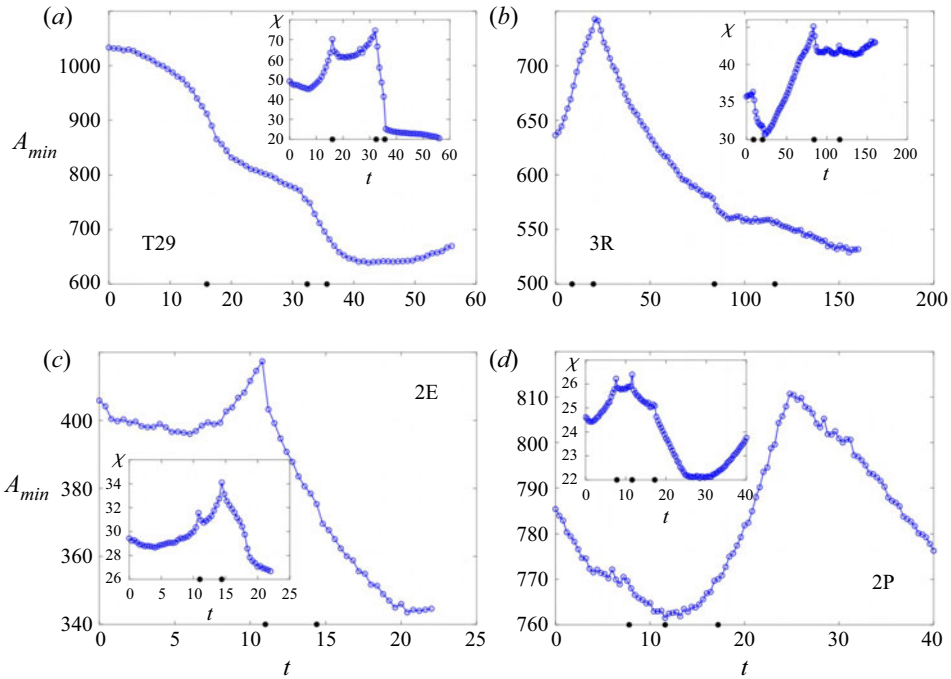 (a)
1000
900
800
700
600
A_min
0 10 20 30 40 50 60
T29
χ
80
70
60
50
40
30
20
0 10 20 30 40 50 60
t
(b)
750
700
650
600
550
500
0 50 100 150 200
3R
χ
45
40
35
30
0 50 100 150 200
t
(c)
400
380
360
340
A_min
0 5 10 15 20 25
t
2E
χ
34
32
30
28
26
0 5 10 15 20 25
t
(d)
810
800
790
780
770
760
0 10 20 30 40
t
2P
χ
26
25
24
23
22
0 10 20 30 40
t